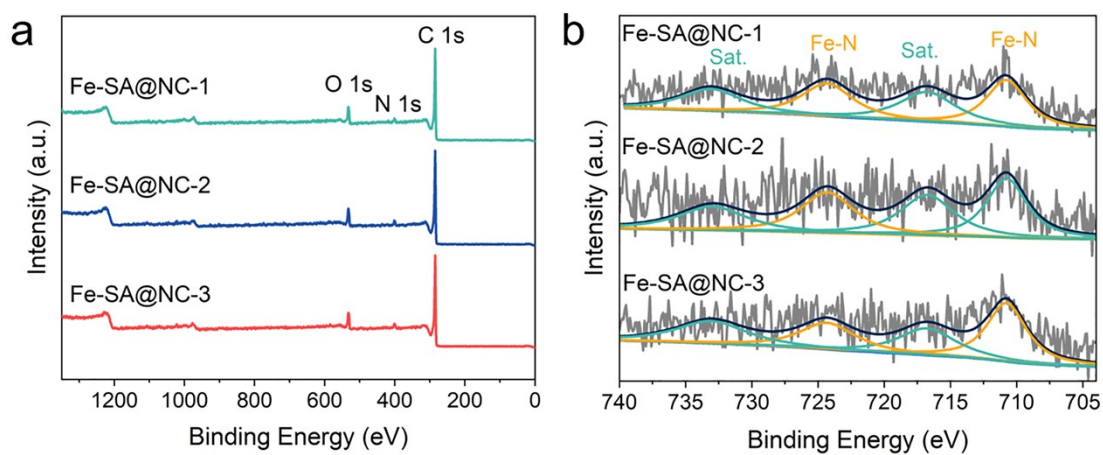 a
C 1s
Fe-SA@NC-1
O 1s
N 1s
Fe-SA@NC-2
Fe-SA@NC-3
Intensity (a.u.)
1200 1000 800 600 400 200 0
Binding Energy (eV)
b
Fe-SA@NC-1
Sat. Fe-N Sat. Fe-N
Fe-SA@NC-2
Fe-SA@NC-3
Intensity (a.u.)
740 735 730 725 720 715 710 705
Binding Energy (eV)